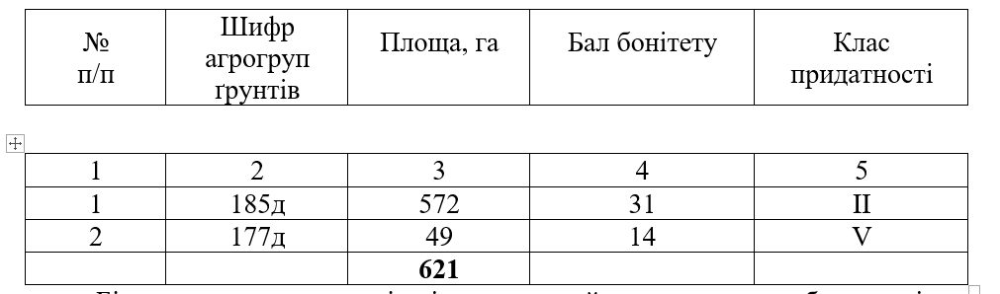 № п/п Шифр агрогруп ґрунтів Площа, га Бал бонітету Клас придатності
1 2 3 4 5
1 185д 572 31 II
2 177д 49 14 V
621